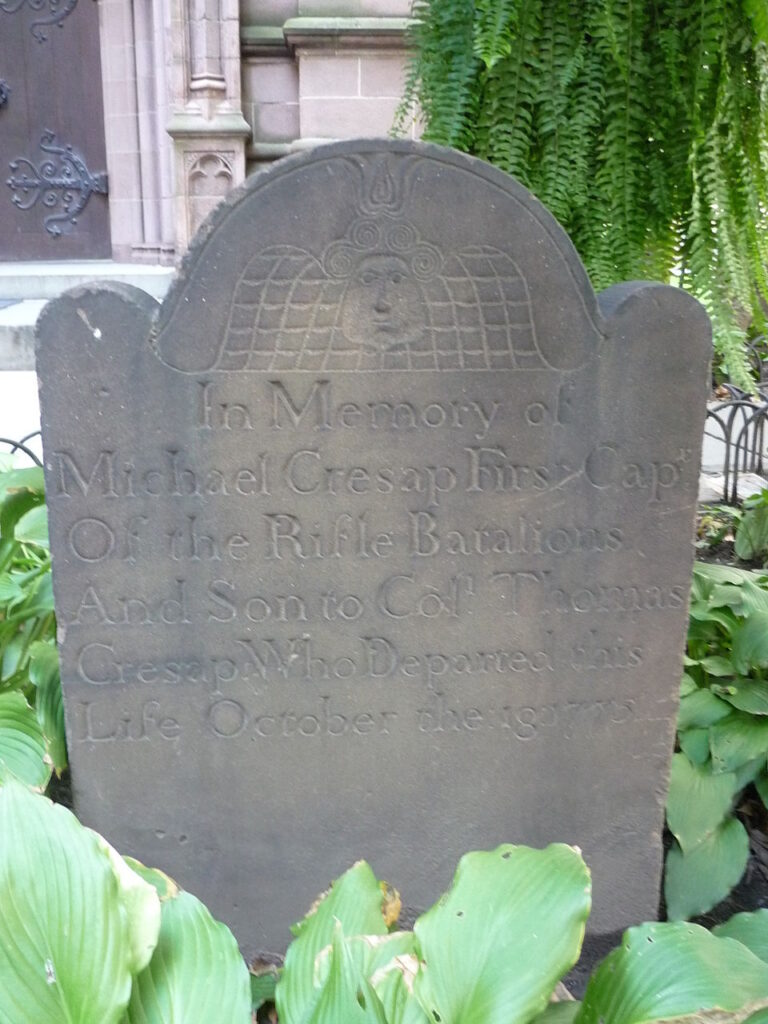 In Memory of
Michael Cresap First Capt
Of the Rifle Batalions
And Son to Coll Thomas
Cresap Who Departed this
Life October the 18 1775